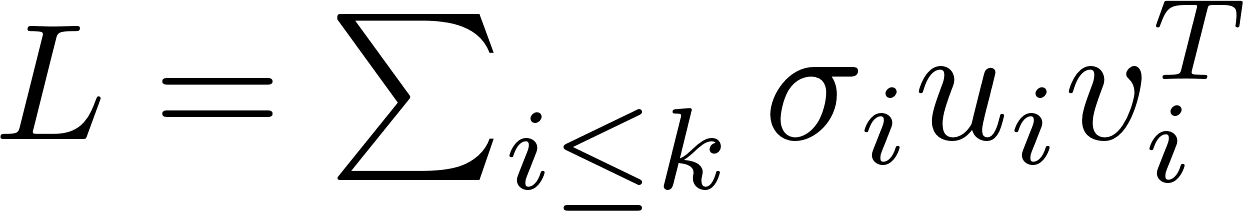 L = ∑_{i≤k} σ_i u_i v_i^T